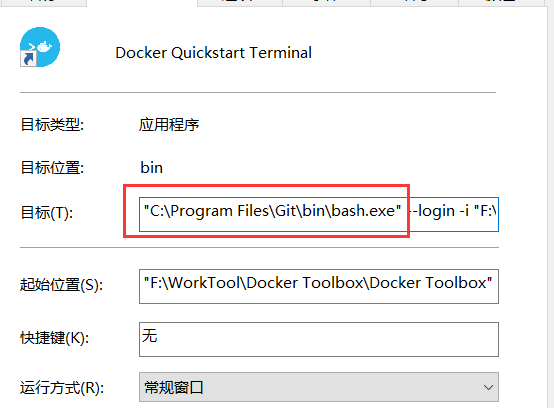 Docker Quickstart Terminal
目标类型: 应用程序
目标位置: bin
目标(T): "C:\Program Files\Git\bin\bash.exe" --login -i "F:\
起始位置(S): "F:\WorkTool\Docker Toolbox\Docker Toolbox"
快捷键(K): 无
运行方式(R): 常规窗口